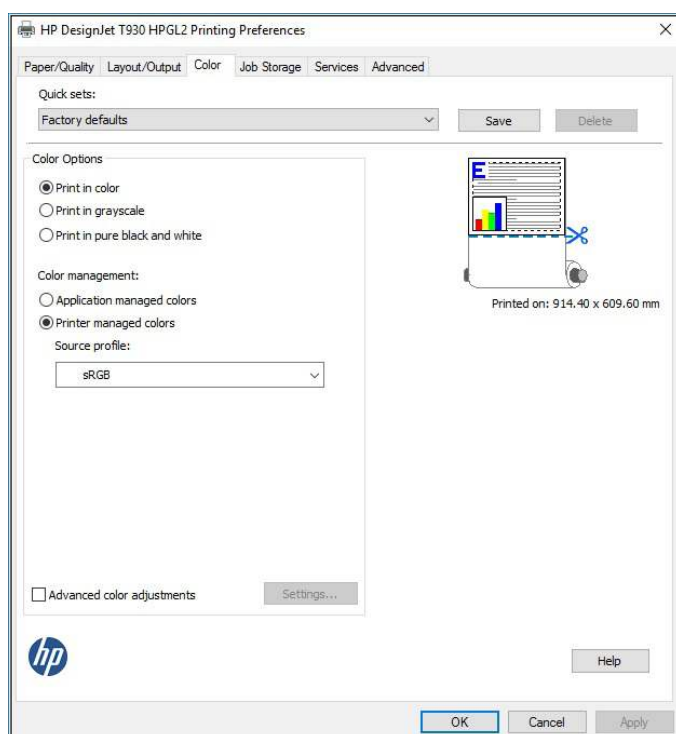 HP DesignJet T930 HPGL2 Printing Preferences
Paper/Quality Layout/Output Color Job Storage Services Advanced
Quick sets:
Factory defaults
Save
Delete
Color Options
Print in color
Print in grayscale
Print in pure black and white
Color management:
Application managed colors
Printer managed colors
Source profile:
sRGB
E
Printed on: 914.40 x 609.60 mm
Advanced color adjustments
Settings...
hp
Help
OK
Cancel
Apply